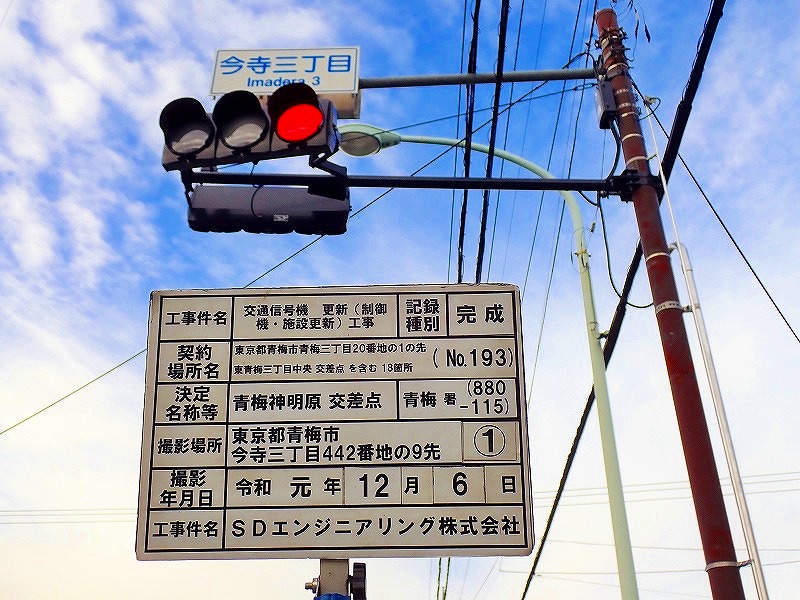 今寺三丁目
Imadera 3
工事件名
交通信号機 更新(制御
機・施設更新)工事
記録
種別
完成
契約
場所名
東京都青梅市青梅三丁目20番地の1の先
東青梅三丁目中央 交差点 を含む 13箇所
(No.193)
決定
名称等
青梅神明原 交差点
青梅 署
(880
-115)
撮影場所
東京都青梅市
今寺三丁目442番地の9先
①
撮影
年月日
令和 元 年 12 月 6 日
工事件名
SDエンジニアリング株式会社